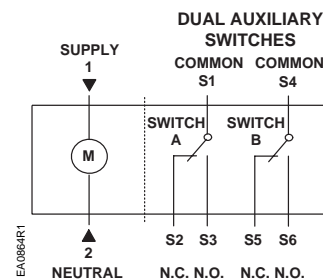 DUAL AUXILIARY
SWITCHES
SUPPLY
1
COMMON COMMON
S1 S4
SWITCH
A
SWITCH
B
M
2
NEUTRAL
S2 S3 S5 S6
N.C. N.O. N.C. N.O.
EA0864R1